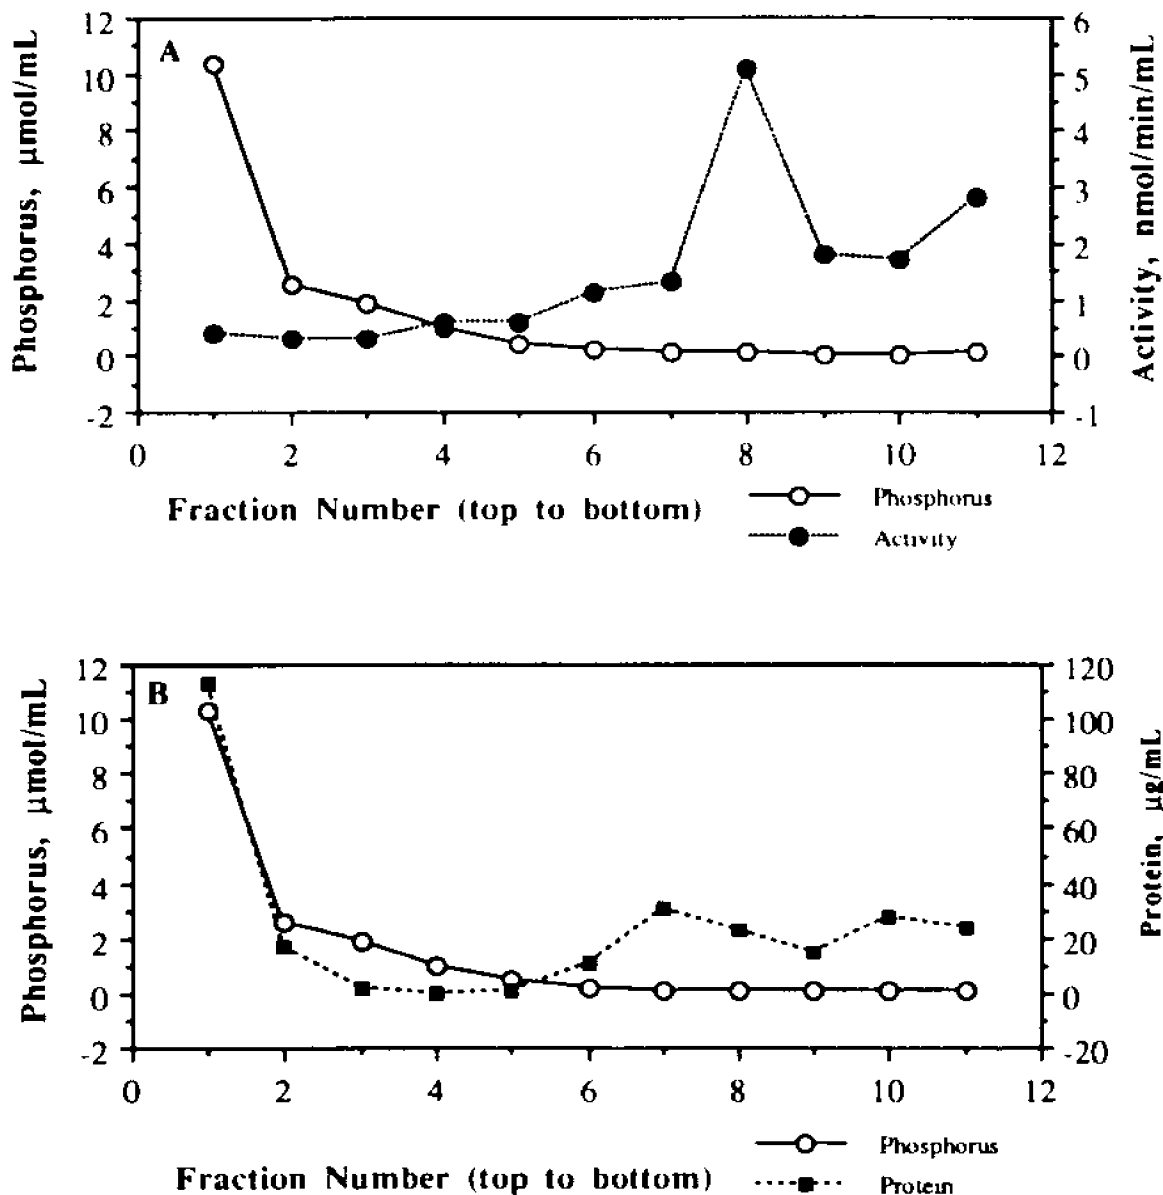 A
Phosphorus, μmol/mL
12
10
8
6
4
2
0
-2
6
5
4
3
2
1
0
-1
Activity, nmol/min/mL
0 2 4 6 8 10 12
Fraction Number (top to bottom)
Phosphorus
Activity
B
Phosphorus, μmol/mL
12
10
8
6
4
2
0
-2
120
100
80
60
40
20
0
-20
Protein, μg/mL
0 2 4 6 8 10 12
Fraction Number (top to bottom)
Phosphorus
Protein